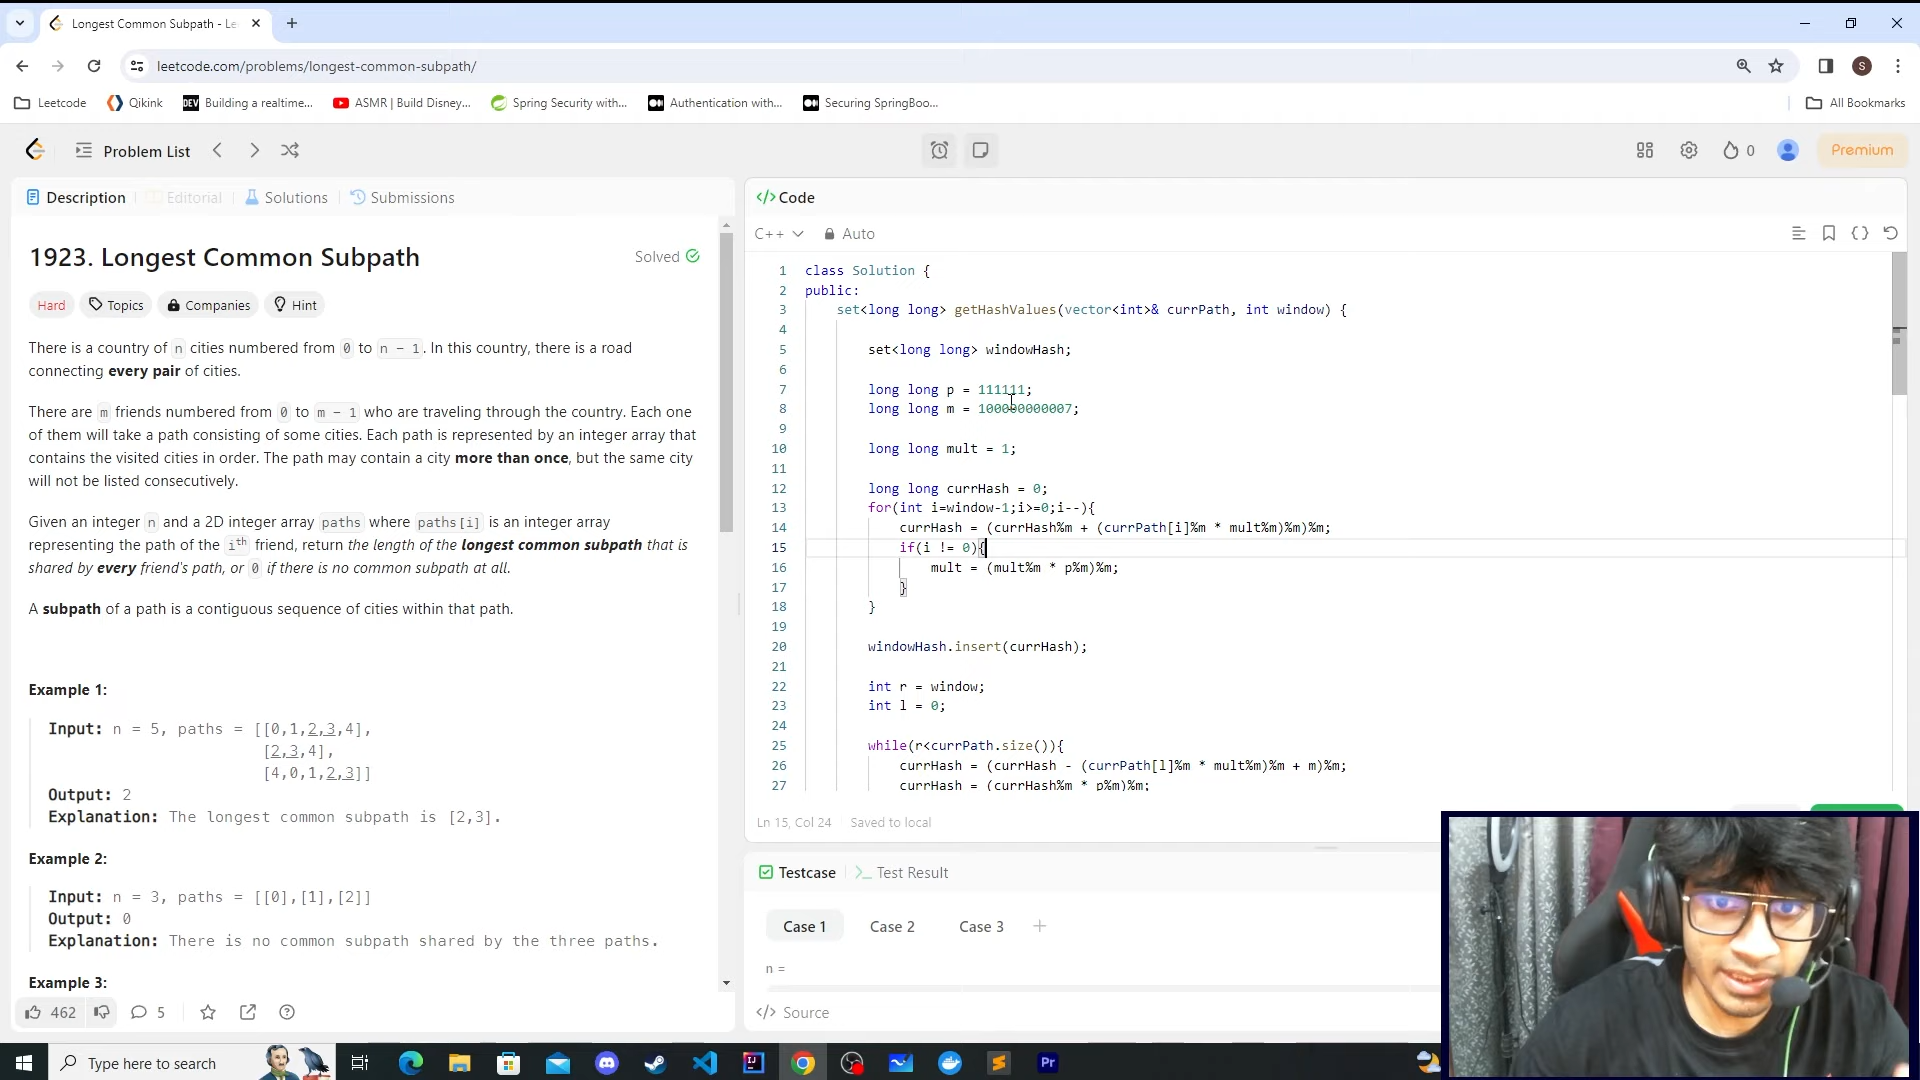 Longest Common Subpath - Le
leetcode.com/problems/longest-common-subpath/
S
Leetcode
Qikink
DEV Building a realtime...
ASMR | Build Disney...
Spring Security with...
Authentication with...
Securing SpringBoo...
All Bookmarks
Problem List
0
Premium
Description
Editorial
Solutions
Submissions
1923. Longest Common Subpath
Solved
Hard
Topics
Companies
Hint
There is a country of n cities numbered from 0 to n - 1. In this country, there is a road
connecting every pair of cities.
There are m friends numbered from 0 to m - 1 who are traveling through the country. Each one
of them will take a path consisting of some cities. Each path is represented by an integer array that
contains the visited cities in order. The path may contain a city more than once, but the same city
will not be listed consecutively.
Given an integer n and a 2D integer array paths where paths[i] is an integer array
representing the path of the ith friend, return the length of the longest common subpath that is
shared by every friend's path, or 0 if there is no common subpath at all.
A subpath of a path is a contiguous sequence of cities within that path.
Example 1:
Input: n = 5, paths = [[0,1,2,3,4],
[2,3,4],
[4,0,1,2,3]]
Output: 2
Explanation: The longest common subpath is [2,3].
Example 2:
Input: n = 3, paths = [[0],[1],[2]]
Output: 0
Explanation: There is no common subpath shared by the three paths.
Example 3:
462
5
</> Code
C++
Auto
1 class Solution {
2 public:
3 set<long long> getHashValues(vector<int>& currPath, int window) {
4
5 set<long long> windowHash;
6
7 long long p = 111111;
8 long long m = 100000000007;
9
10 long long mult = 1;
11
12 long long currHash = 0;
13 for(int i=window-1;i>=0;i--){
14 currHash = (currHash%m + (currPath[i]%m * mult%m)%m)%m;
15 if(i != 0){
16 mult = (mult%m * p%m)%m;
17 }
18 }
19
20 windowHash.insert(currHash);
21
22 int r = window;
23 int l = 0;
24
25 while(r<currPath.size()){
26 currHash = (currHash - (currPath[l]%m * mult%m)%m + m)%m;
27 currHash = (currHash%m * p%m)%m;
Ln 15, Col 24
Saved to local
Testcase
Test Result
Case 1
Case 2
Case 3
n =
</> Source
Type here to search
IJ
Pr